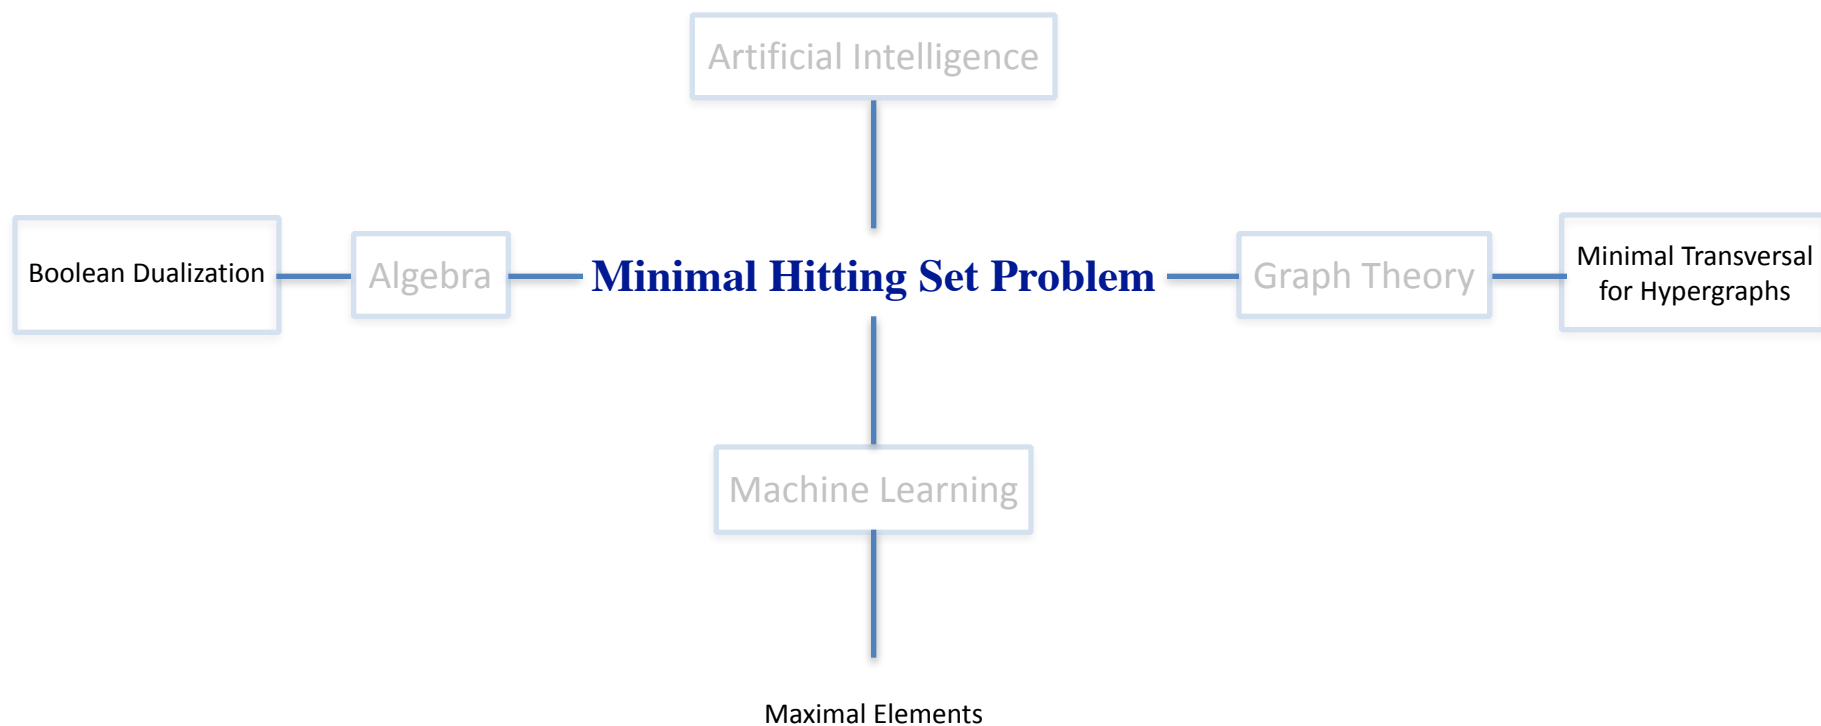 Artificial Intelligence
Boolean Dualization
Algebra
Minimal Hitting Set Problem
Graph Theory
Minimal Transversal
for Hypergraphs
Machine Learning
Maximal Elements